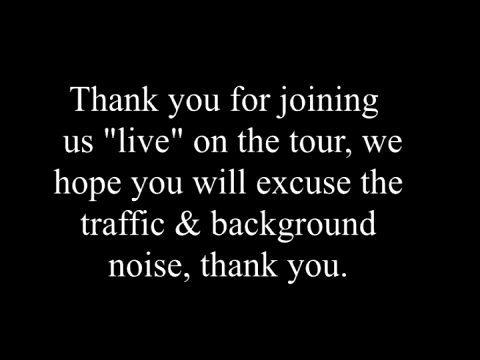 Thank you for joining
us "live" on the tour, we
hope you will excuse the
traffic & background
noise, thank you.